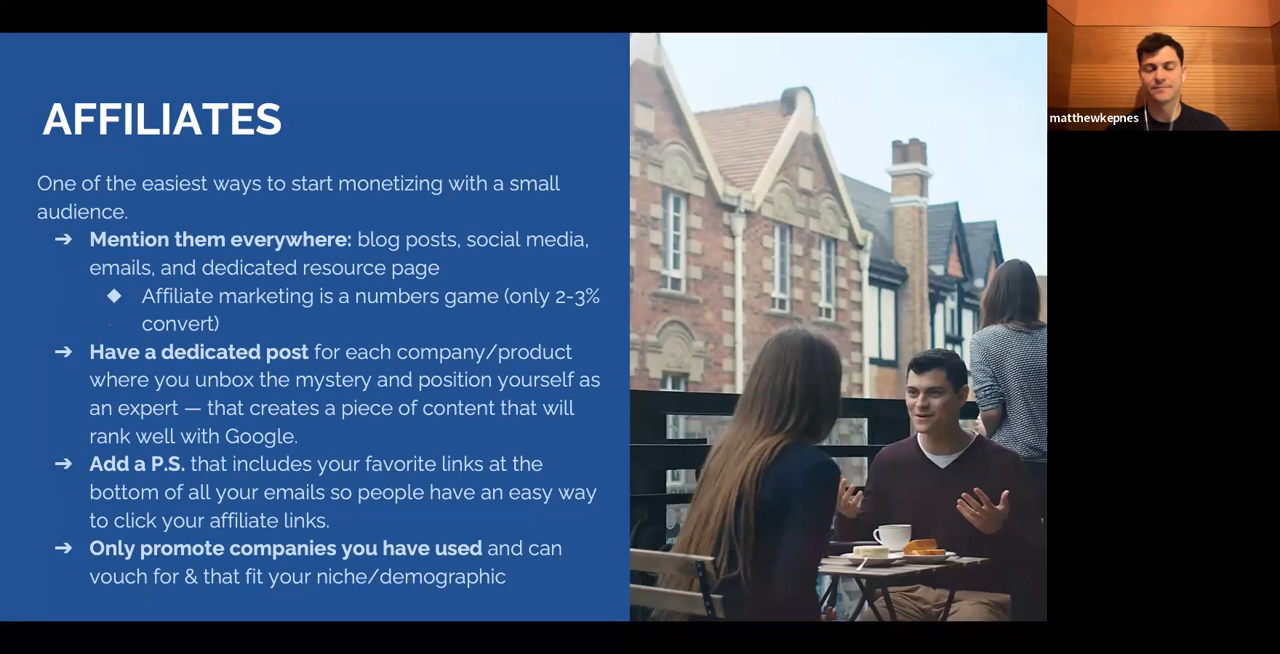 AFFILIATES
One of the easiest ways to start monetizing with a small
audience.
➔ Mention them everywhere: blog posts, social media,
emails, and dedicated resource page
◆ Affiliate marketing is a numbers game (only 2-3%
convert)
➔ Have a dedicated post for each company/product
where you unbox the mystery and position yourself as
an expert — that creates a piece of content that will
rank well with Google.
➔ Add a P.S. that includes your favorite links at the
bottom of all your emails so people have an easy way
to click your affiliate links.
➔ Only promote companies you have used and can
vouch for & that fit your niche/demographic
matthewkepnes